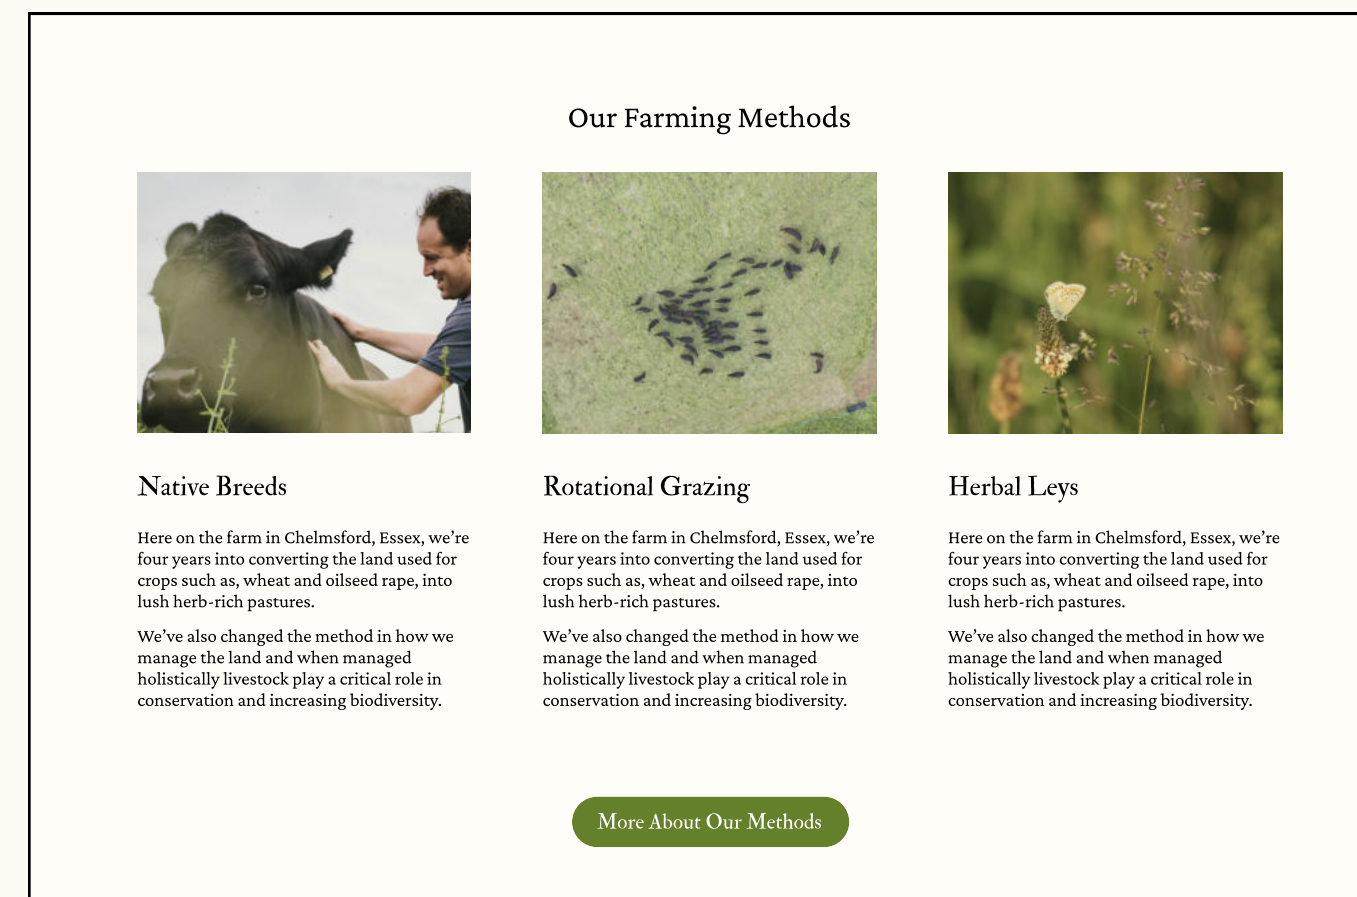 Our Farming Methods
Native Breeds
Here on the farm in Chelmsford, Essex, we’re
four years into converting the land used for
crops such as, wheat and oilseed rape, into
lush herb-rich pastures.
We’ve also changed the method in how we
manage the land and when managed
holistically livestock play a critical role in
conservation and increasing biodiversity.
Rotational Grazing
Here on the farm in Chelmsford, Essex, we’re
four years into converting the land used for
crops such as, wheat and oilseed rape, into
lush herb-rich pastures.
We’ve also changed the method in how we
manage the land and when managed
holistically livestock play a critical role in
conservation and increasing biodiversity.
Herbal Leys
Here on the farm in Chelmsford, Essex, we’re
four years into converting the land used for
crops such as, wheat and oilseed rape, into
lush herb-rich pastures.
We’ve also changed the method in how we
manage the land and when managed
holistically livestock play a critical role in
conservation and increasing biodiversity.
More About Our Methods